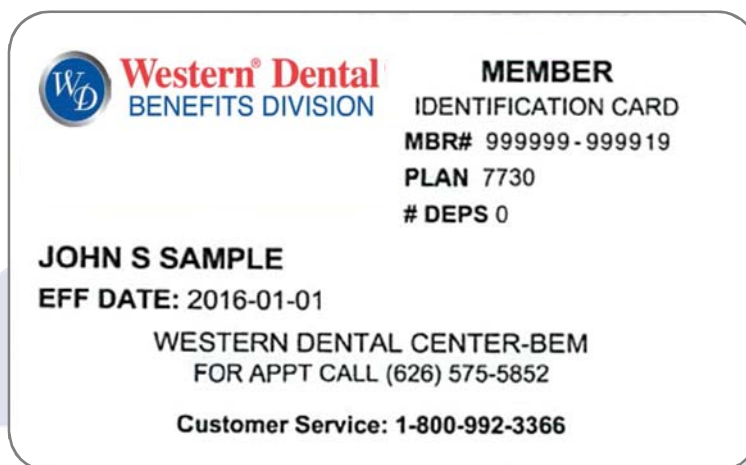 WD
Western® Dental
BENEFITS DIVISION
MEMBER
IDENTIFICATION CARD
MBR# 999999-999919
PLAN 7730
# DEPS 0
JOHN S SAMPLE
EFF DATE: 2016-01-01
WESTERN DENTAL CENTER-BEM
FOR APPT CALL (626) 575-5852
Customer Service: 1-800-992-3366